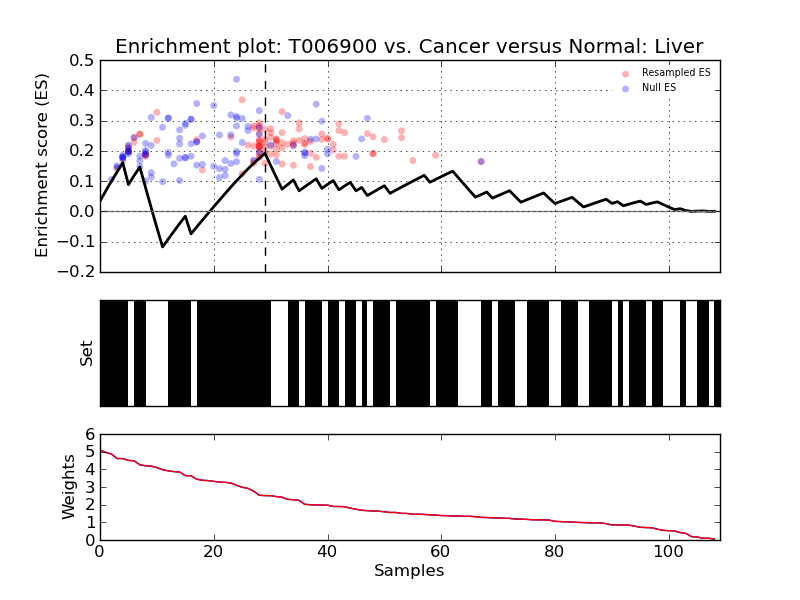 Enrichment plot: T006900 vs. Cancer versus Normal: Liver
Enrichment score (ES)
0.5
0.4
0.3
0.2
0.1
0.0
−0.1
−0.2
Resampled ES
Null ES
Set
Weights
6
5
4
3
2
1
0
0 20 40 60 80 100
Samples